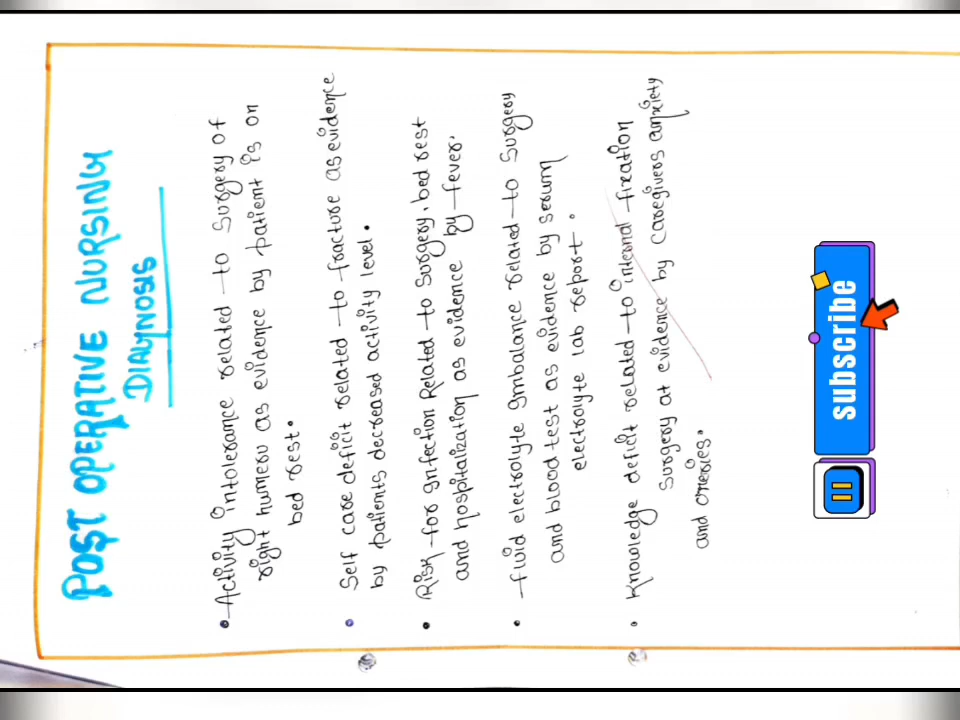 POST OPERATIVE NURSING
DIAGNOSIS
• Activity intolerance related to surgery of
right humeru as evidence by patient is on
bed rest.
• Self care deficit related to fracture as evidence
by patients decreased activity level.
• Risk for infection Related to surgery, bed rest
and hospitalization as evidence by fever.
• fluid electrolyte imbalance related to surgery
and blood test as evidence by serum
electrolyte lab report.
• Knowledge deficit related to internal fixation
surgery at evidence by caregivers anxiety
and
subscribe